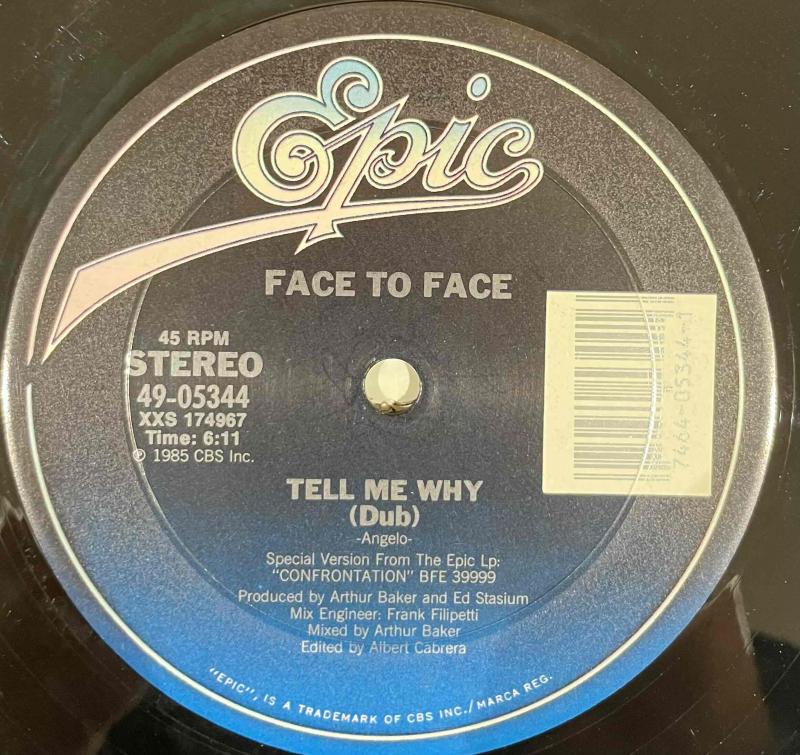 Epic
FACE TO FACE
45 RPM
STEREO
49-05344
XXS 174967
Time: 6:11
℗ 1985 CBS Inc.
7464-05344-1
TELL ME WHY
(Dub)
-Angelo-
Special Version From The Epic Lp:
"CONFRONTATION" BFE 39999
Produced by Arthur Baker and Ed Stasium
Mix Engineer: Frank Filipetti
Mixed by Arthur Baker
Edited by Albert Cabrera
"EPIC", IS A TRADEMARK OF CBS INC./MARCA REG.